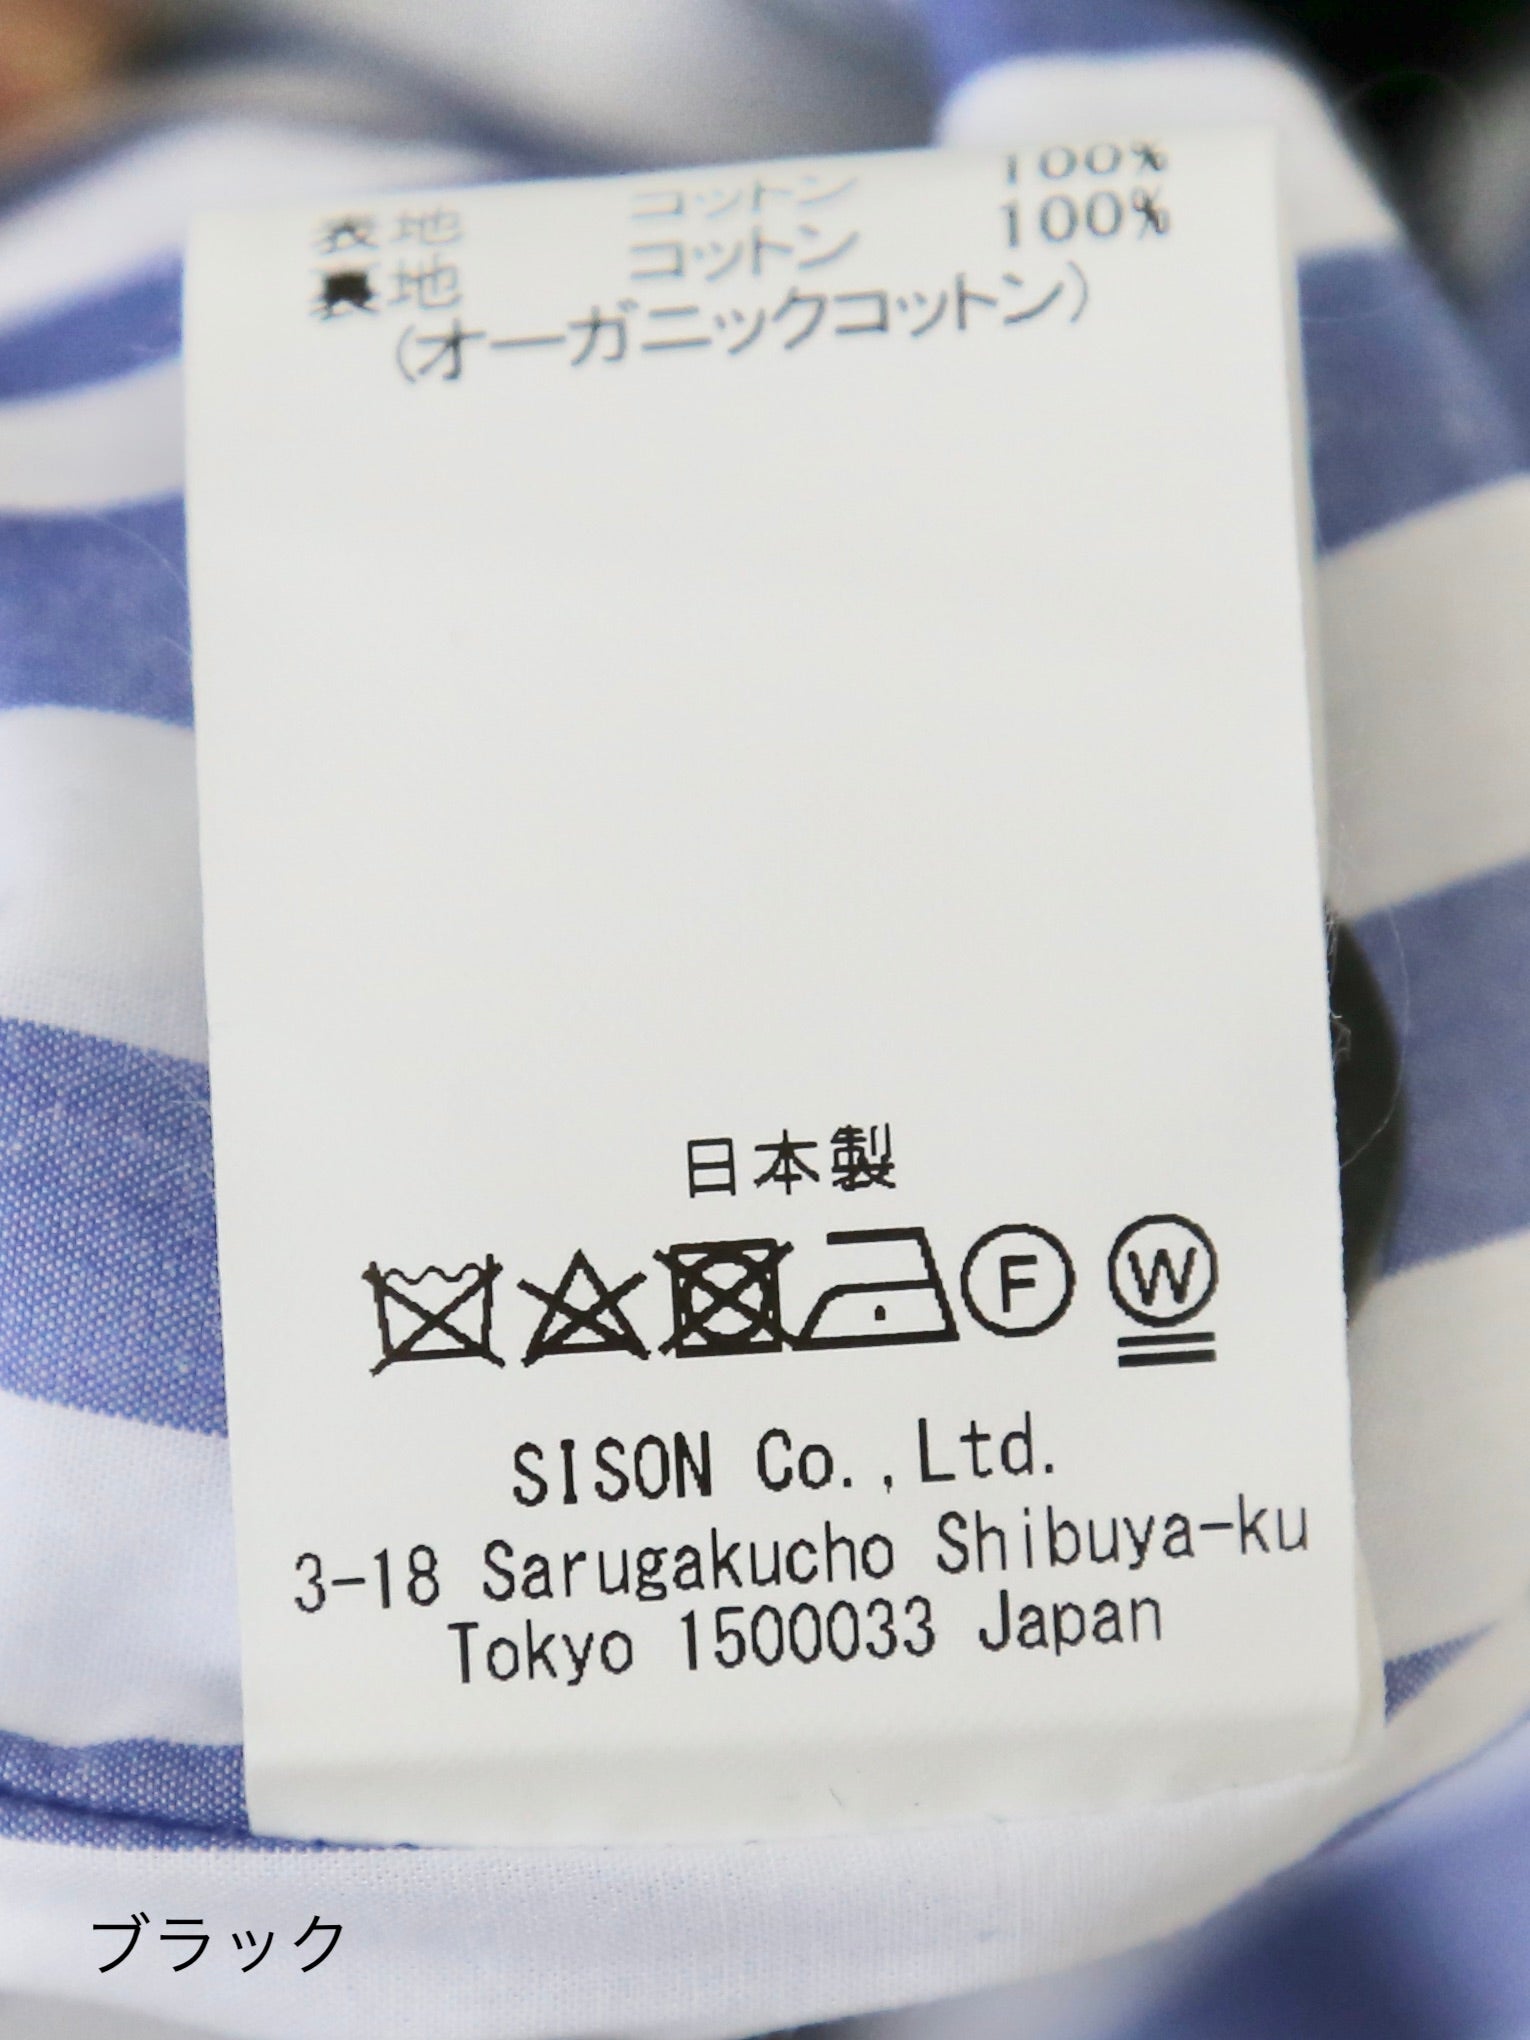 表地 コットン 100%
裏地 コットン 100%
(オーガニックコットン)
日本製
F W
SISON Co.,Ltd.
3-18 Sarugakucho Shibuya-ku
Tokyo 1500033 Japan
ブラック